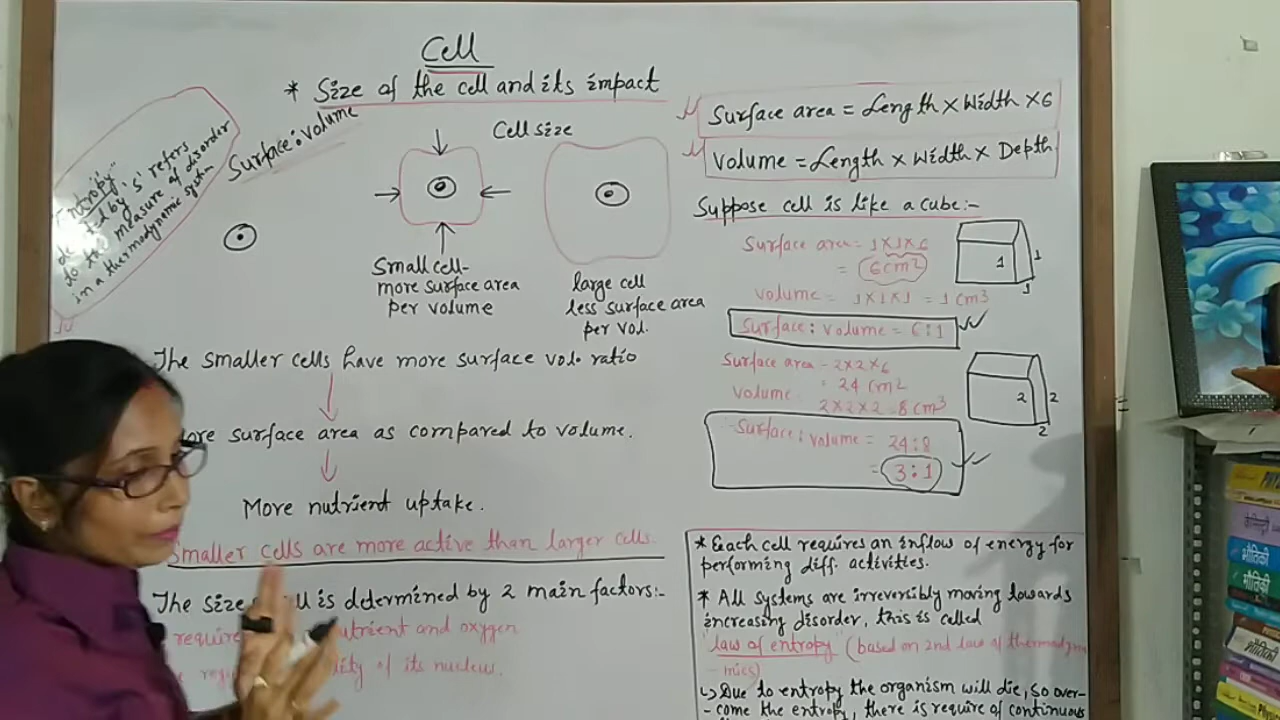 Cell
* Size of the cell and its impact
"Entropy"
by 's' refers
to the measure of disorder
in a thermodynamic system
Surface:volume
Cell size
Small cell-
more surface area
per volume
large cell
less surface area
per vol.
The smaller cells have more surface vol. ratio
surface area as compared to volume.
More nutrient uptake.
Smaller cells are more active than larger cells.
The size is determined by 2 main factors:-
nutrient and oxygen
of its nucleus.
Surface area = Length × Width × 6
Volume = Length × Width × Depth
Suppose cell is like a cube:-
Surface area = 1×1×6
= 6cm2
Volume = 1×1×1 = 1cm3
Surface: Volume = 6:1
1
1
1
Surface area - 2×2×6
= 24 cm2
Volume
2×2×2 - 8cm3
Surface: Volume = 24:8
= 3:1
2
2
2
* Each cell requires an inflow of energy for
performing diff. activities.
* All systems are irreversibly moving towards
increasing disorder, this is called
"law of entropy" (based on 2nd law of thermodyna
-mics)
↳ Due to entropy the organism will die, so over-
-come the entropy, there is require of continuous
भौतिकी
भौतिकी